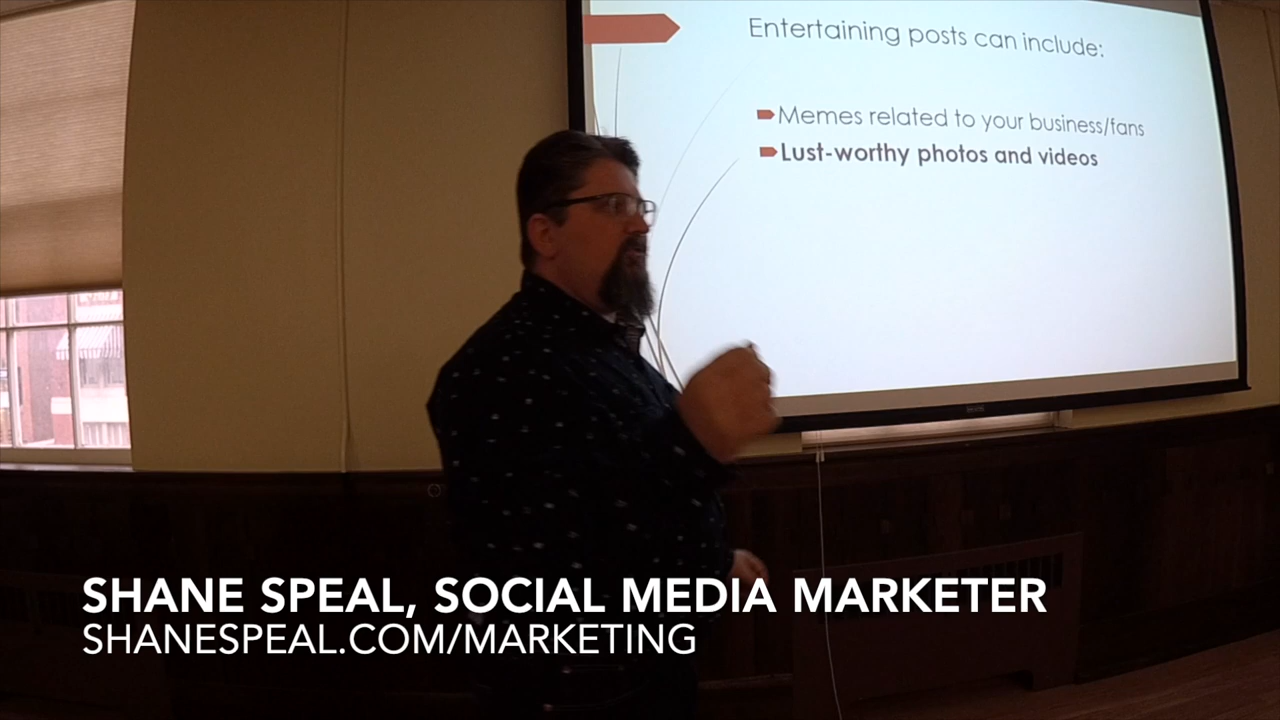 Entertaining posts can include:
Memes related to your business/fans
Lust-worthy photos and videos
SHANE SPEAL, SOCIAL MEDIA MARKETER
SHANESPEAL.COM/MARKETING